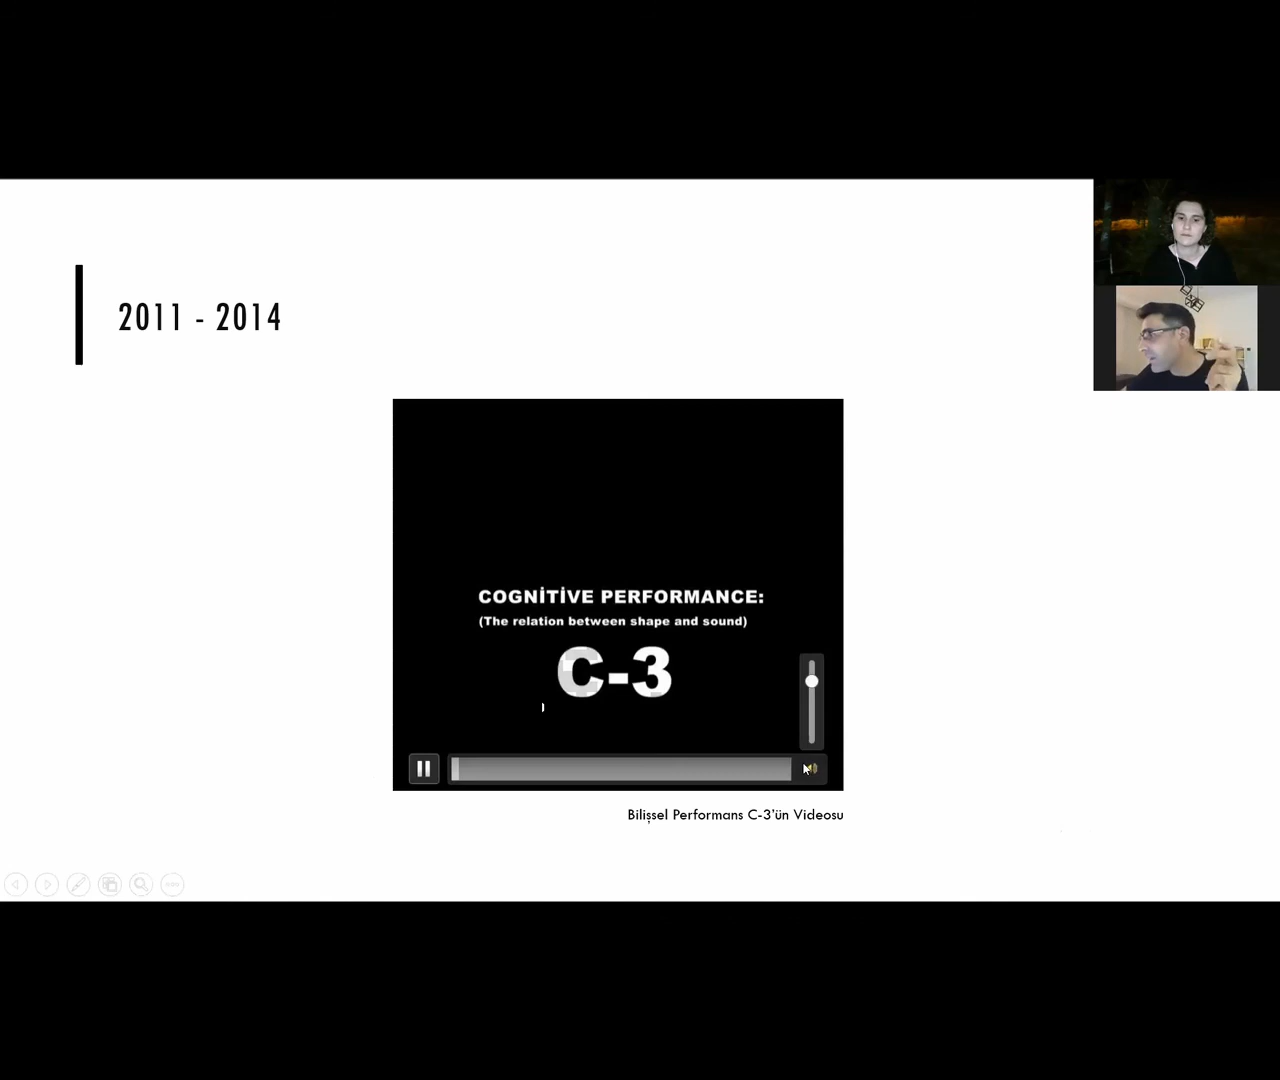 2011 - 2014
COGNİTİVE PERFORMANCE:
(The relation between shape and sound)
C-3
Bilişsel Performans C-3'ün Videosu